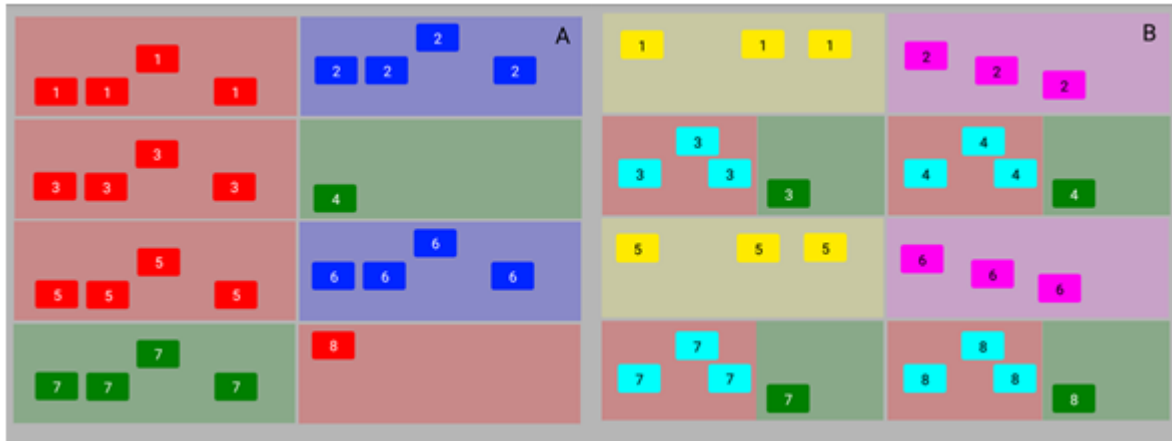 1 1 1 1
2 2 2 2 A
3 3 3 3
4
5 5 5 5
6 6 6 6
7 7 7 7
8
1 1 1
2 2 2 B
3 3 3 3
4 4 4 4
5 5 5
6 6 6
7 7 7 7
8 8 8 8